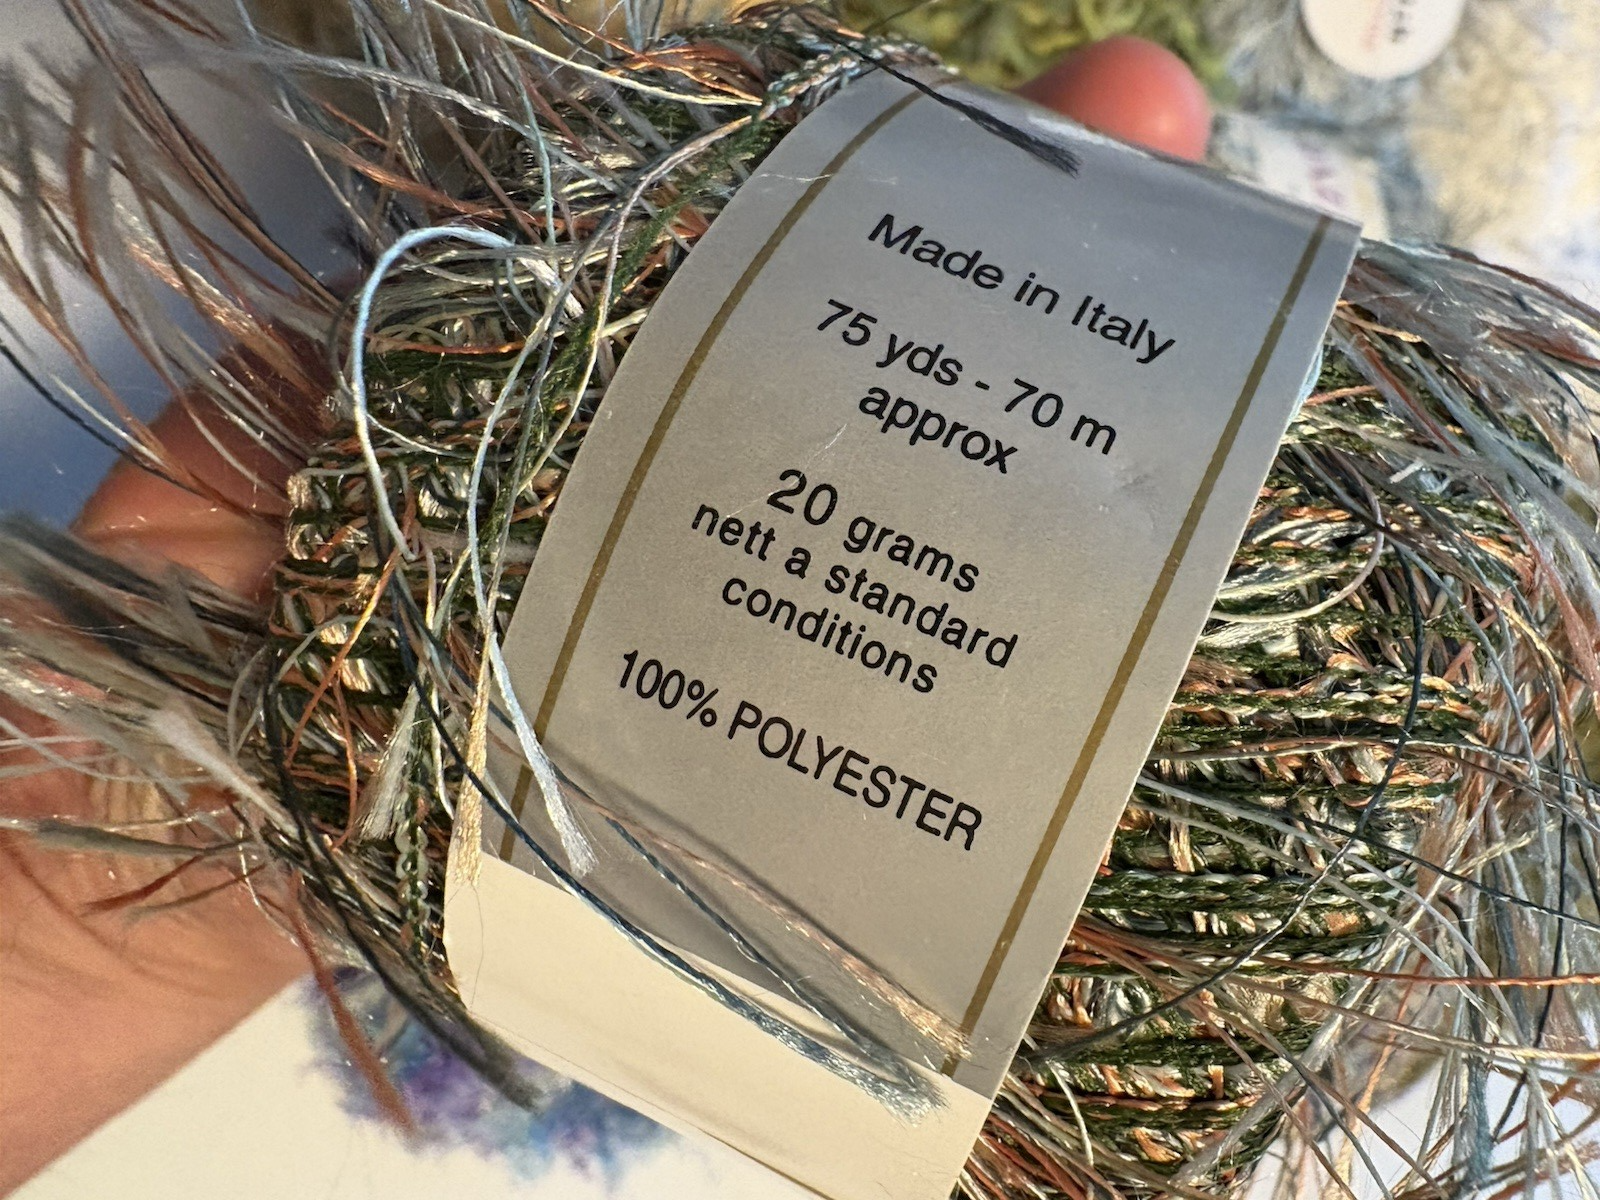 Made in Italy
75 yds - 70 m
approx
20 grams
nett a standard
conditions
100% POLYESTER